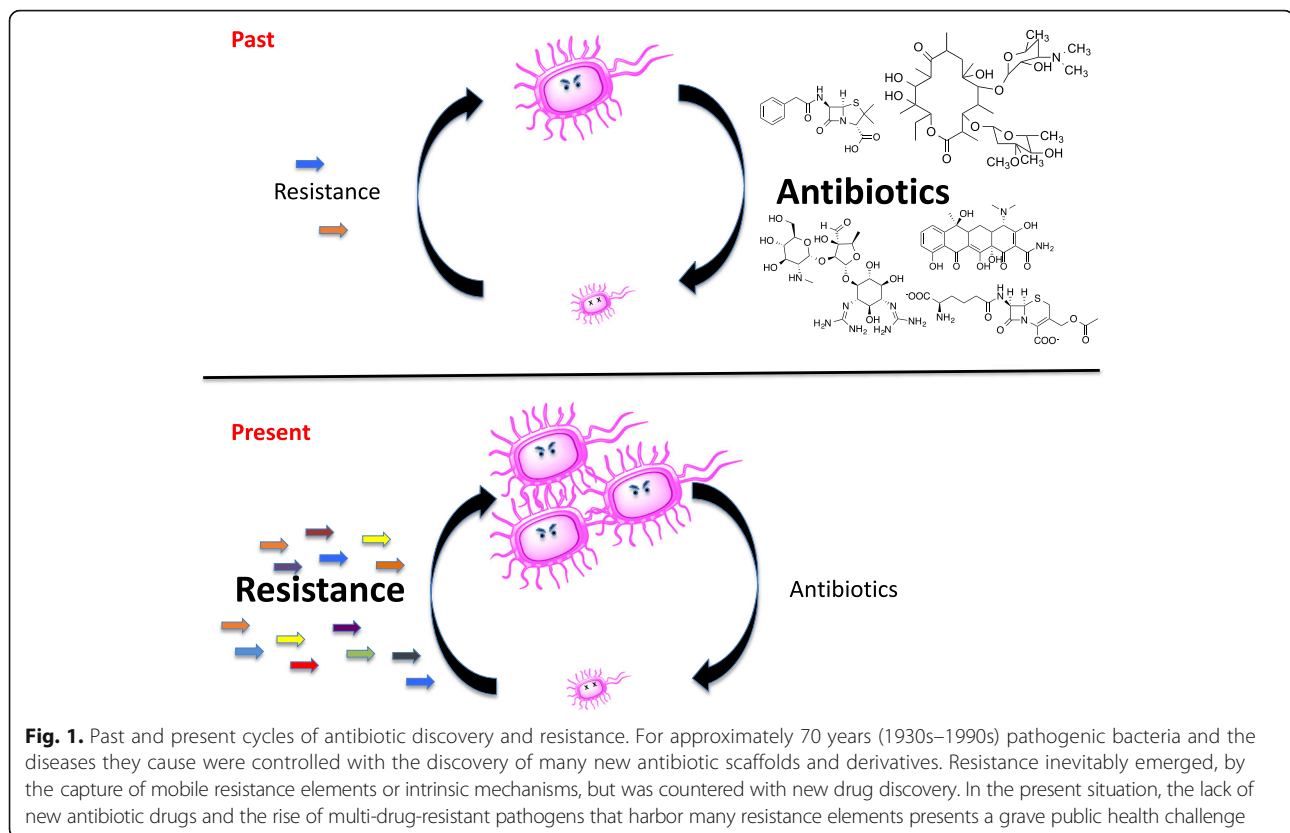 Past
Resistance
Antibiotics
Present
Resistance
Antibiotics
Fig. 1. Past and present cycles of antibiotic discovery and resistance. For approximately 70 years (1930s–1990s) pathogenic bacteria and the
diseases they cause were controlled with the discovery of many new antibiotic scaffolds and derivatives. Resistance inevitably emerged, by
the capture of mobile resistance elements or intrinsic mechanisms, but was countered with new drug discovery. In the present situation, the lack of
new antibiotic drugs and the rise of multi-drug-resistant pathogens that harbor many resistance elements presents a grave public health challenge